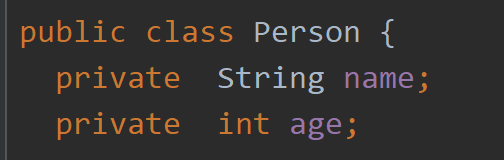 public class Person {
  private  String name;
  private  int age;